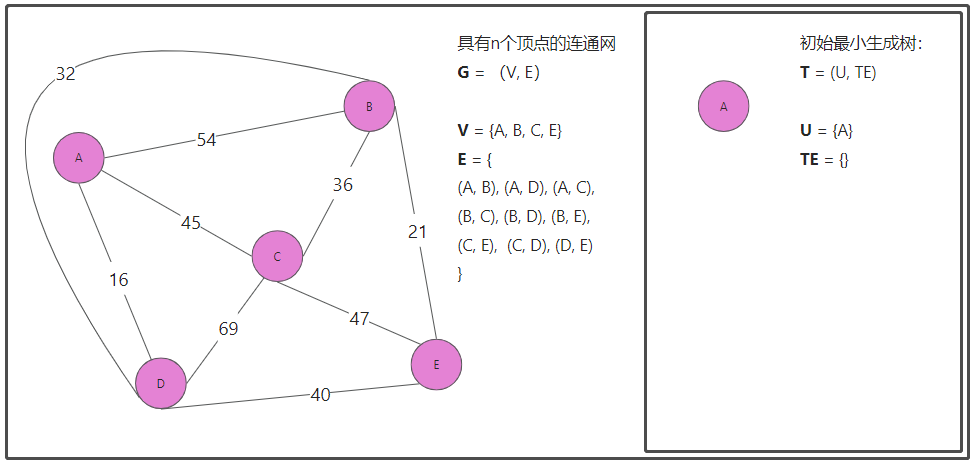 32
B
54
A
36
45
21
C
16
47
69
E
D
40
具有n个顶点的连通网
G = （V, E）
V = {A, B, C, E}
E = {
(A, B), (A, D), (A, C),
(B, C), (B, D), (B, E),
(C, E), (C, D), (D, E)
}
A
初始最小生成树：
T = (U, TE)
U = {A}
TE = {}